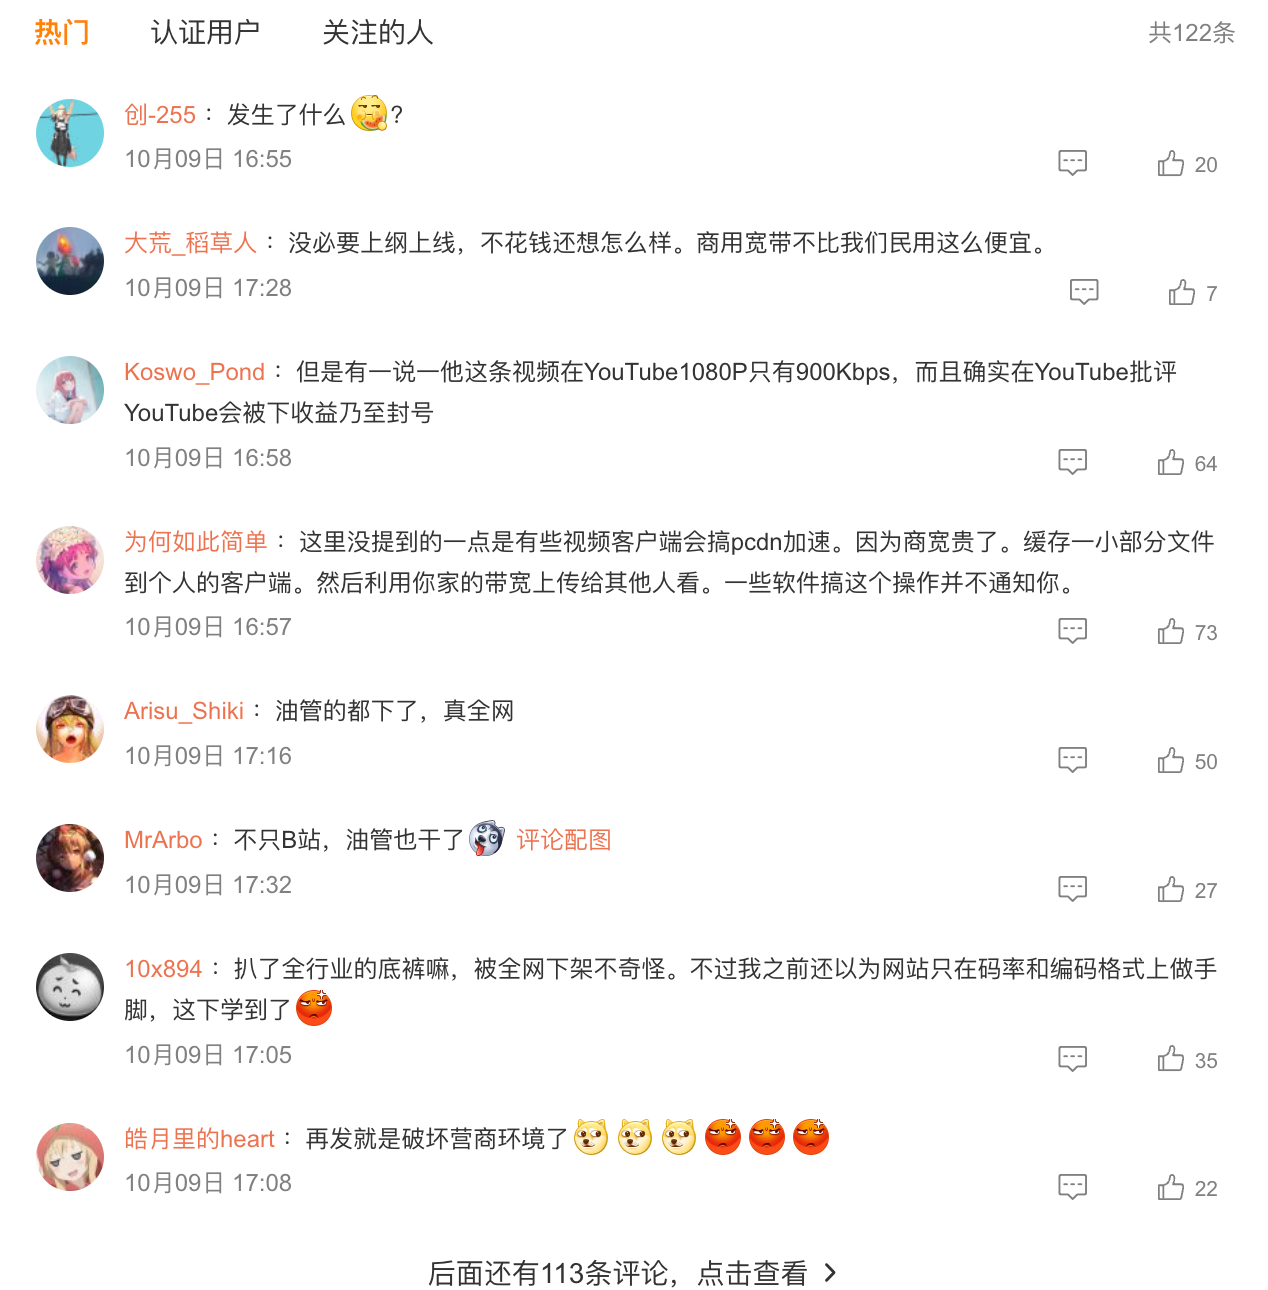 热门 认证用户 关注的人 共122条
创-255：发生了什么?
10月09日 16:55 20
大荒_稻草人：没必要上纲上线，不花钱还想怎么样。商用宽带不比我们民用这么便宜。
10月09日 17:28 7
Koswo_Pond：但是有一说一他这条视频在YouTube1080P只有900Kbps，而且确实在YouTube批评
YouTube会被下收益乃至封号
10月09日 16:58 64
为何如此简单：这里没提到的一点是有些视频客户端会搞pcdn加速。因为商宽贵了。缓存一小部分文件
到个人的客户端。然后利用你家的带宽上传给其他人看。一些软件搞这个操作并不通知你。
10月09日 16:57 73
Arisu_Shiki：油管的都下了，真全网
10月09日 17:16 50
MrArbo：不只B站，油管也干了 评论配图
10月09日 17:32 27
10x894：扒了全行业的底裤嘛，被全网下架不奇怪。不过我之前还以为网站只在码率和编码格式上做手
脚，这下学到了
10月09日 17:05 35
皓月里的heart：再发就是破坏营商环境了
10月09日 17:08 22
后面还有113条评论，点击查看